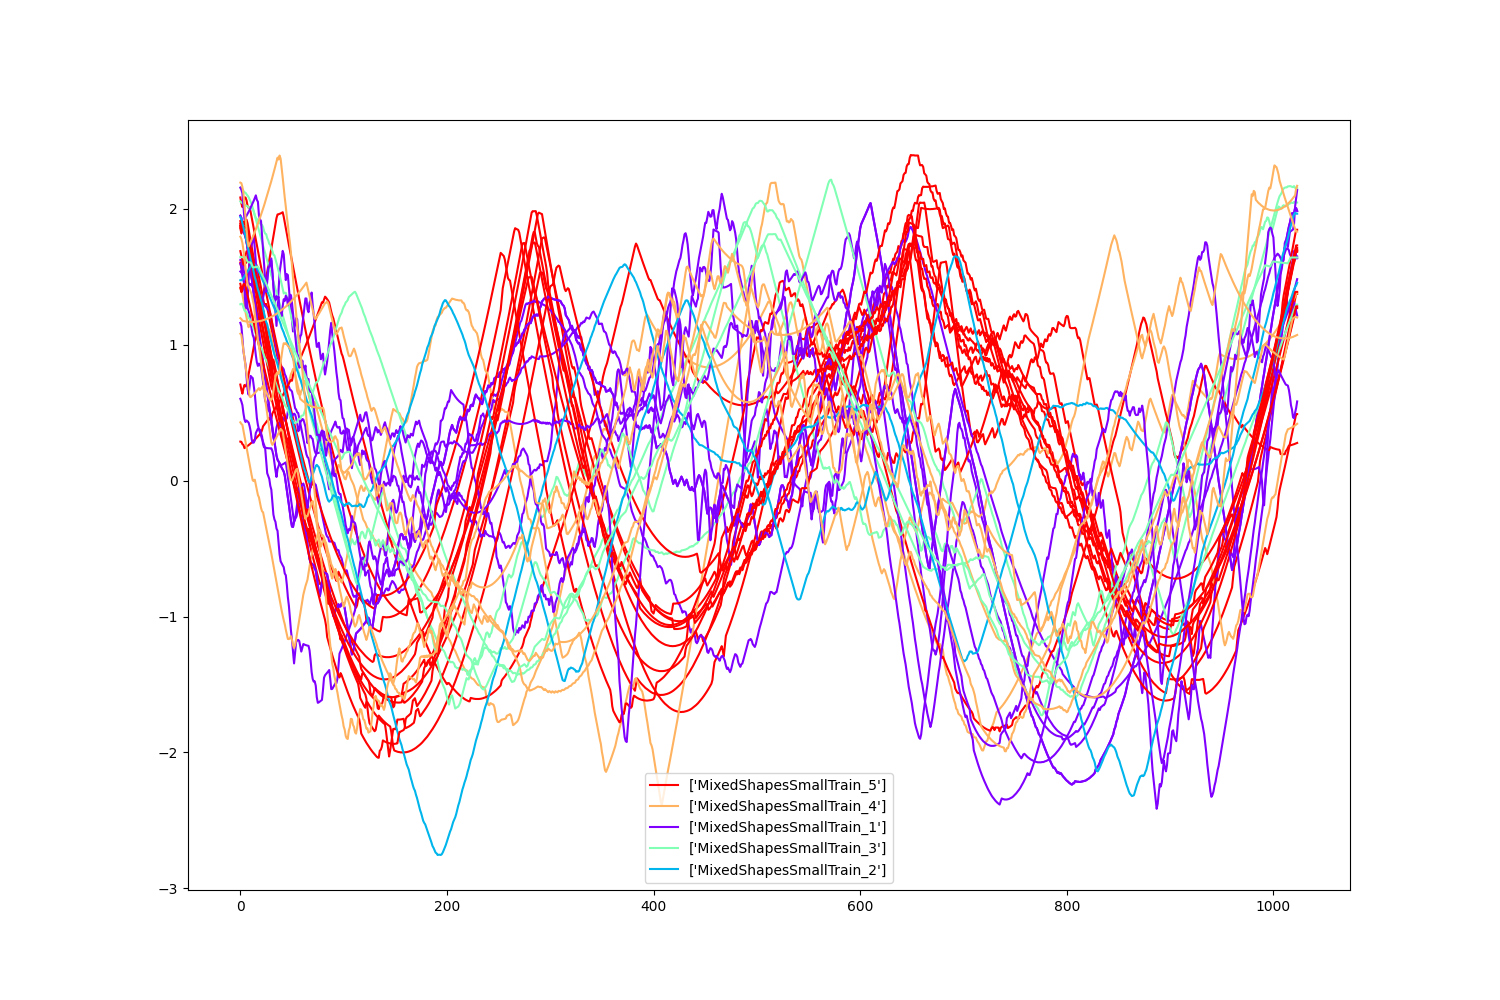 2
1
0
−1
−2
−3
0
200
400
600
800
1000
['MixedShapesSmallTrain_5']
['MixedShapesSmallTrain_4']
['MixedShapesSmallTrain_1']
['MixedShapesSmallTrain_3']
['MixedShapesSmallTrain_2']